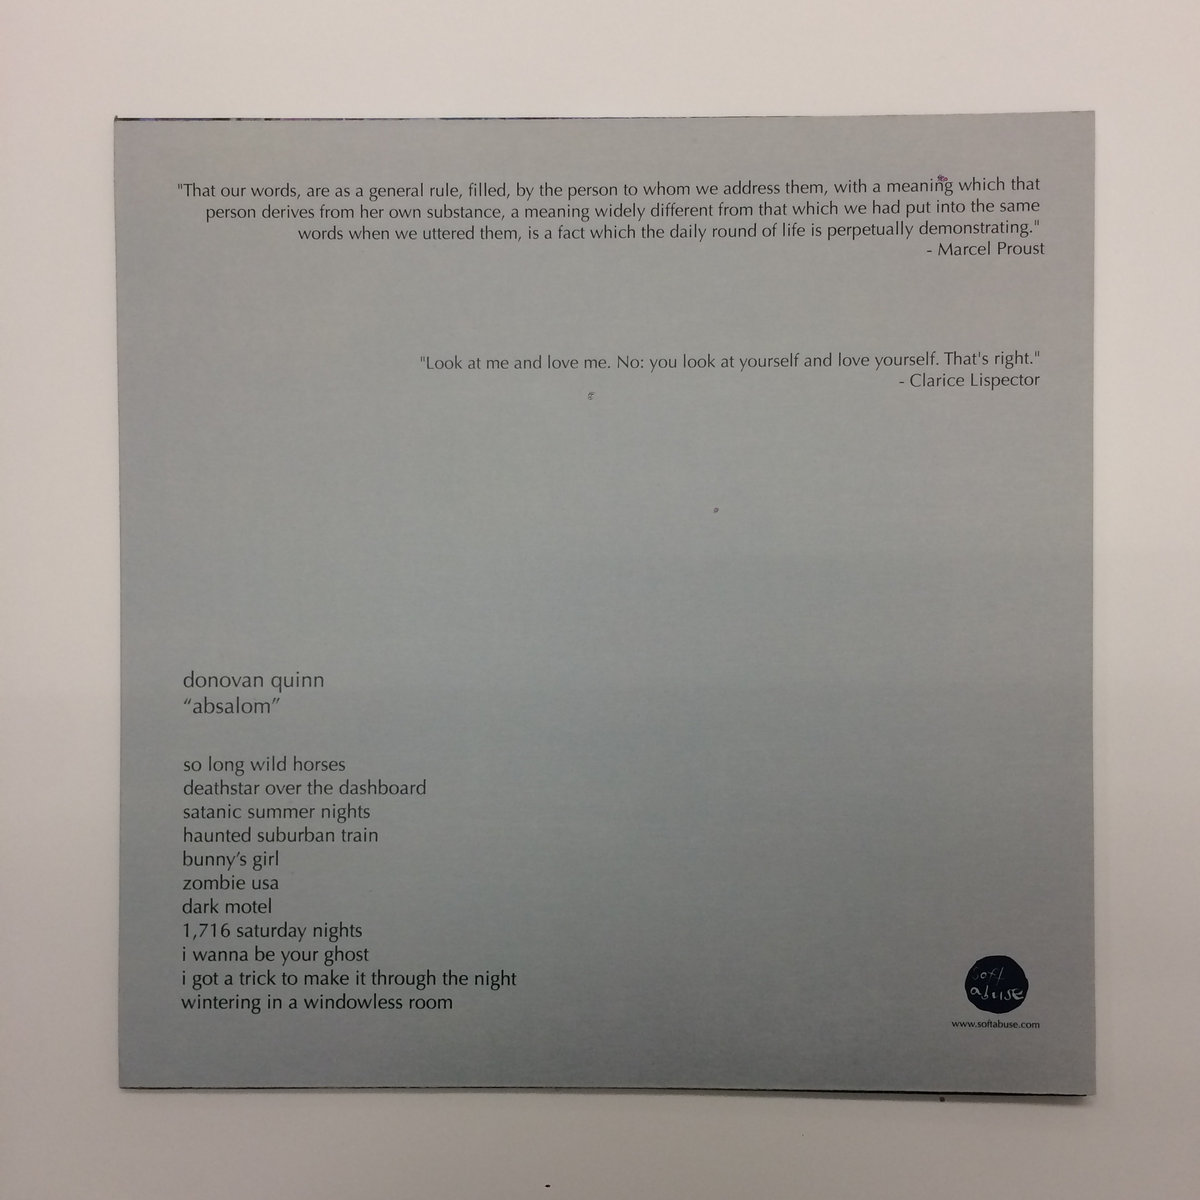 "That our words, are as a general rule, filled, by the person to whom we address them, with a meaning which that
person derives from her own substance, a meaning widely different from that which we had put into the same
words when we uttered them, is a fact which the daily round of life is perpetually demonstrating."
- Marcel Proust
"Look at me and love me. No: you look at yourself and love yourself. That's right."
- Clarice Lispector
donovan quinn
“absalom”
so long wild horses
deathstar over the dashboard
satanic summer nights
haunted suburban train
bunny’s girl
zombie usa
dark motel
1,716 saturday nights
i wanna be your ghost
i got a trick to make it through the night
wintering in a windowless room
soft
abuse
www.softabuse.com